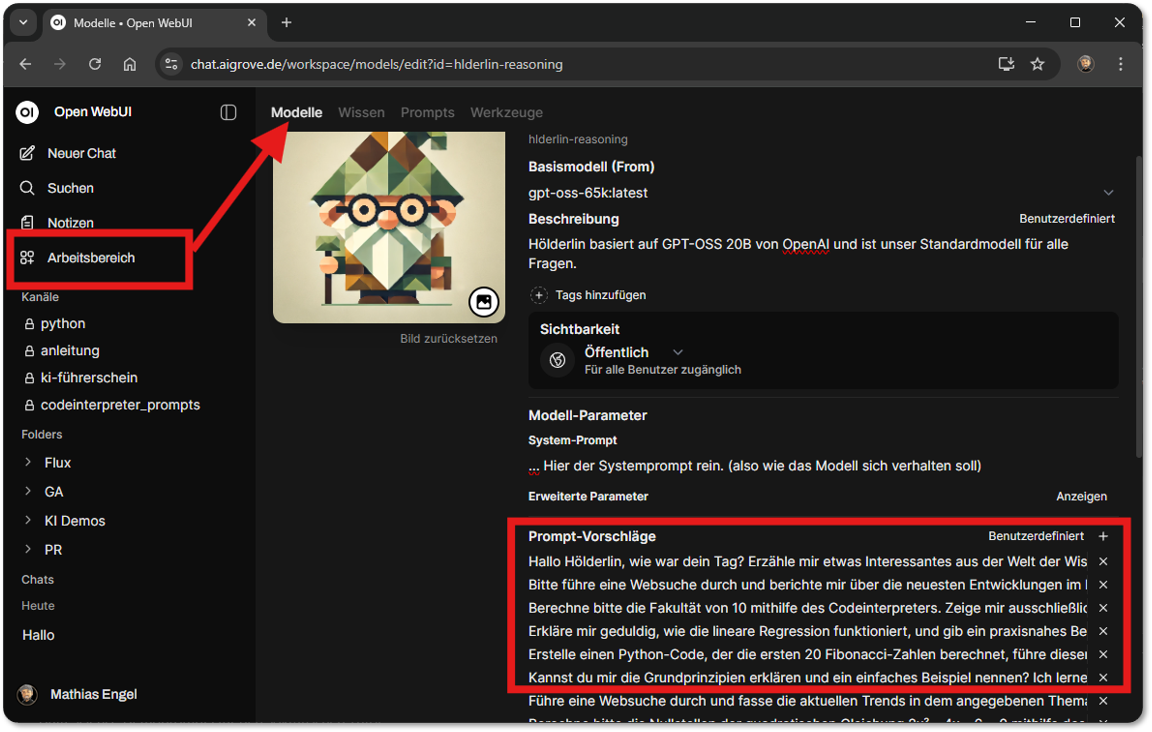 Modelle • Open WebUI
chat.aigrove.de/workspace/models/edit?id=hlderlin-reasoning
OI Open WebUI
Neuer Chat
Suchen
Notizen
Arbeitsbereich
Kanäle
python
anleitung
ki-führerschein
codeinterpreter_prompts
Folders
Flux
GA
KI Demos
PR
Chats
Heute
Hallo
Mathias Engel
Modelle Wissen Prompts Werkzeuge
Bild zurücksetzen
hlderlin-reasoning
Basismodell (From)
gpt-oss-65k:latest
Beschreibung Benutzerdefiniert
Hölderlin basiert auf GPT-OSS 20B von OpenAI und ist unser Standardmodell für alle
Fragen.
Tags hinzufügen
Sichtbarkeit
Öffentlich
Für alle Benutzer zugänglich
Modell-Parameter
System-Prompt
... Hier der Systemprompt rein. (also wie das Modell sich verhalten soll)
Erweiterte Parameter Anzeigen
Prompt-Vorschläge Benutzerdefiniert +
Hallo Hölderlin, wie war dein Tag? Erzähle mir etwas Interessantes aus der Welt der Wis
Bitte führe eine Websuche durch und berichte mir über die neuesten Entwicklungen im
Berechne bitte die Fakultät von 10 mithilfe des Codeinterpreters. Zeige mir ausschließlic
Erkläre mir geduldig, wie die lineare Regression funktioniert, und gib ein praxisnahes Be
Erstelle einen Python-Code, der die ersten 20 Fibonacci-Zahlen berechnet, führe dieser
Kannst du mir die Grundprinzipien erklären und ein einfaches Beispiel nennen? Ich lerne
Führe eine Websuche durch und fasse die aktuellen Trends in dem angegebenen Thema